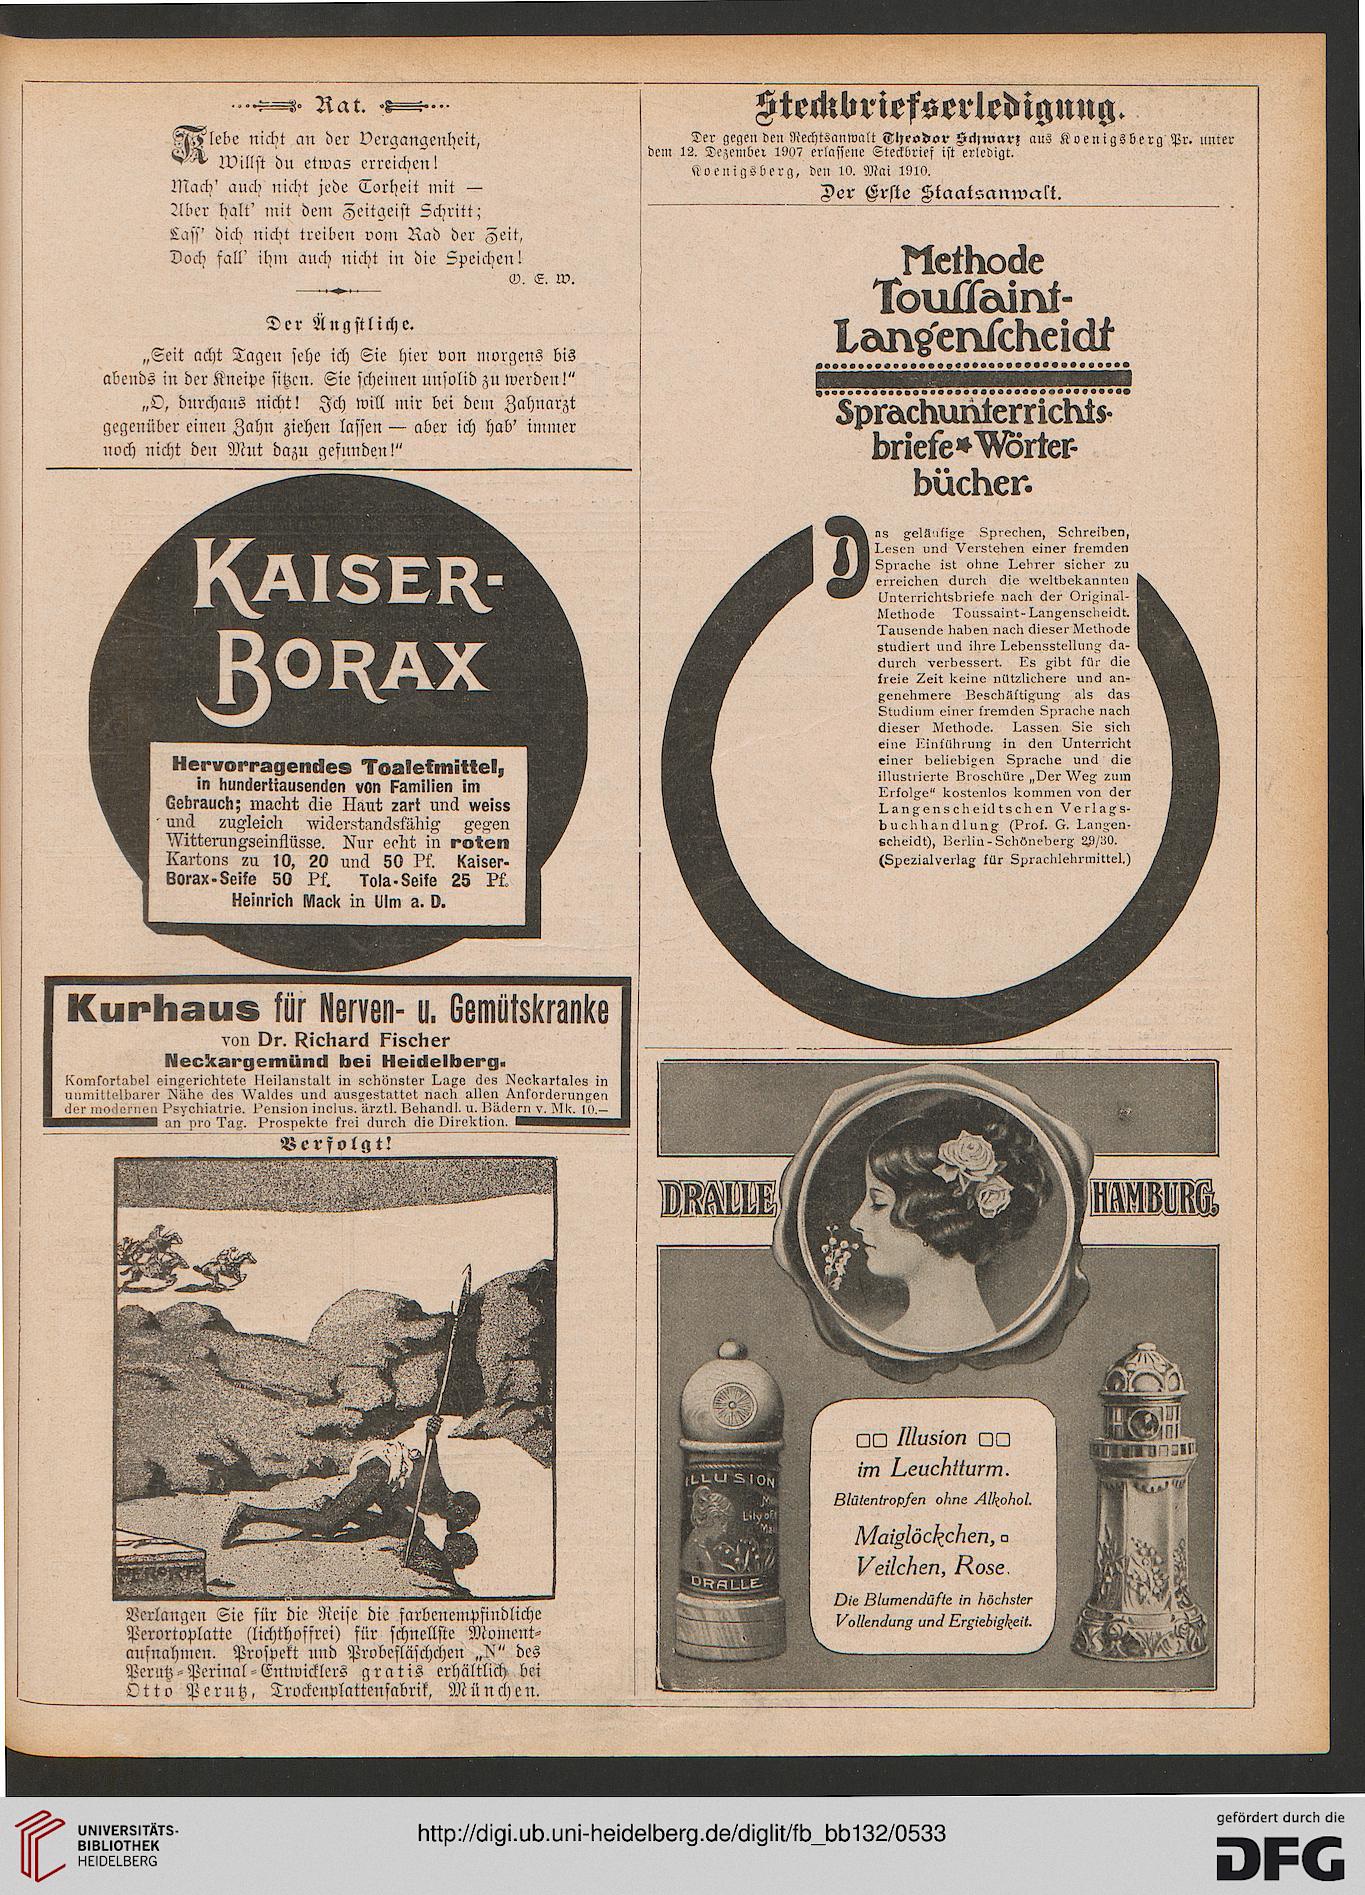 Rat.
Klebe nicht an der Vergangenheit,
Willst du etwas erreichen!
Mach' auch nicht jede Torheit mit —
Aber halt' mit dem Zeitgeist Schritt;
Lass' dich nicht treiben vom Rad der Zeit,
Doch fall' ihm auch nicht in die Speichen!
O. E. W.
Der Ängstliche.
„Seit acht Tagen sehe ich Sie hier von morgens bis
abends in der Kneipe sitzen. Sie scheinen unsolid zu werden!"
„O, durchaus nicht! Ich will mir bei dem Zahnarzt
gegenüber einen Zahn ziehen lassen — aber ich hab' immer
noch nicht den Mut dazu gefunden!"
KAISER-
BORAX
Hervorragendes Toaletmittel,
in hunderttausenden von Familien im
Gebrauch; macht die Haut zart und weiss
und zugleich widerstandsfähig gegen
Witterungseinflüsse. Nur echt in roten
Kartons zu 10, 20 und 50 Pf. Kaiser-
Borax-Seife 50 Pf. Tola-Seife 25 Pf.
Heinrich Mack in Ulm a. D.
Kurhaus für Nerven- u. Gemütskranke
von Dr. Richard Fischer
Neckargemünd bei Heidelberg.
Komfortabel eingerichtete Heilanstalt in schönster Lage des Neckartales in
unmittelbarer Nähe des Waldes und ausgestattet nach allen Anforderungen
der modernen Psychiatrie. Pension inclus. ärztl. Behandl. u. Bädern v. Mk. 10.—
an pro Tag. Prospekte frei durch die Direktion.
Verfolgt!
Verlangen Sie für die Reise die farbenempfindliche
Perortoplatte (lichthoffrei) für schnellste Moment-
aufnahmen. Prospekt und Probefläschchen „N" des
Perutz-Perinal-Entwicklers gratis erhältlich bei
Otto Perutz, Trockenplattenfabrik, München.
Steckbriefserledigung.
Der gegen den Rechtsanwalt Theodor Schwarz aus Koenigsberg Pr. unter
dem 12. Dezember 1907 erlassene Steckbrief ist erledigt.
Koenigsberg, den 10. Mai 1910.
Der Erste Staatsanwalt.
Methode
Toussaint-
Langenscheidt
Sprachunterrichts-
briefe * Wörter-
bücher.
Das geläufige Sprechen, Schreiben,
Lesen und Verstehen einer fremden
Sprache ist ohne Lehrer sicher zu
erreichen durch die weltbekannten
Unterrichtsbriefe nach der Original-
Methode Toussaint-Langenscheidt.
Tausende haben nach dieser Methode
studiert und ihre Lebensstellung da-
durch verbessert. Es gibt für die
freie Zeit keine nützlichere und an-
genehmere Beschäftigung als das
Studium einer fremden Sprache nach
dieser Methode. Lassen Sie sich
eine Einführung in den Unterricht
einer beliebigen Sprache und die
illustrierte Broschüre „Der Weg zum
Erfolge" kostenlos kommen von der
Langenscheidtschen Verlags-
buchhandlung (Prof. G. Langen-
scheidt), Berlin-Schöneberg 29/30.
(Spezialverlag für Sprachlehrmittel.)
DRALLE HAMBURG.
ILLUSION
Lily of
DRALLE
Illusion
im Leuchtturm.
Blütentropfen ohne Alkohol.
Maiglöckchen,
Veilchen, Rose.
Die Blumendüfte in höchster
Vollendung und Ergiebigkeit.
UNIVERSITÄTS-
BIBLIOTHEK
HEIDELBERG
http://digi.ub.uni-heidelberg.de/diglit/fb_bb132/0533
gefördert durch die
DFG